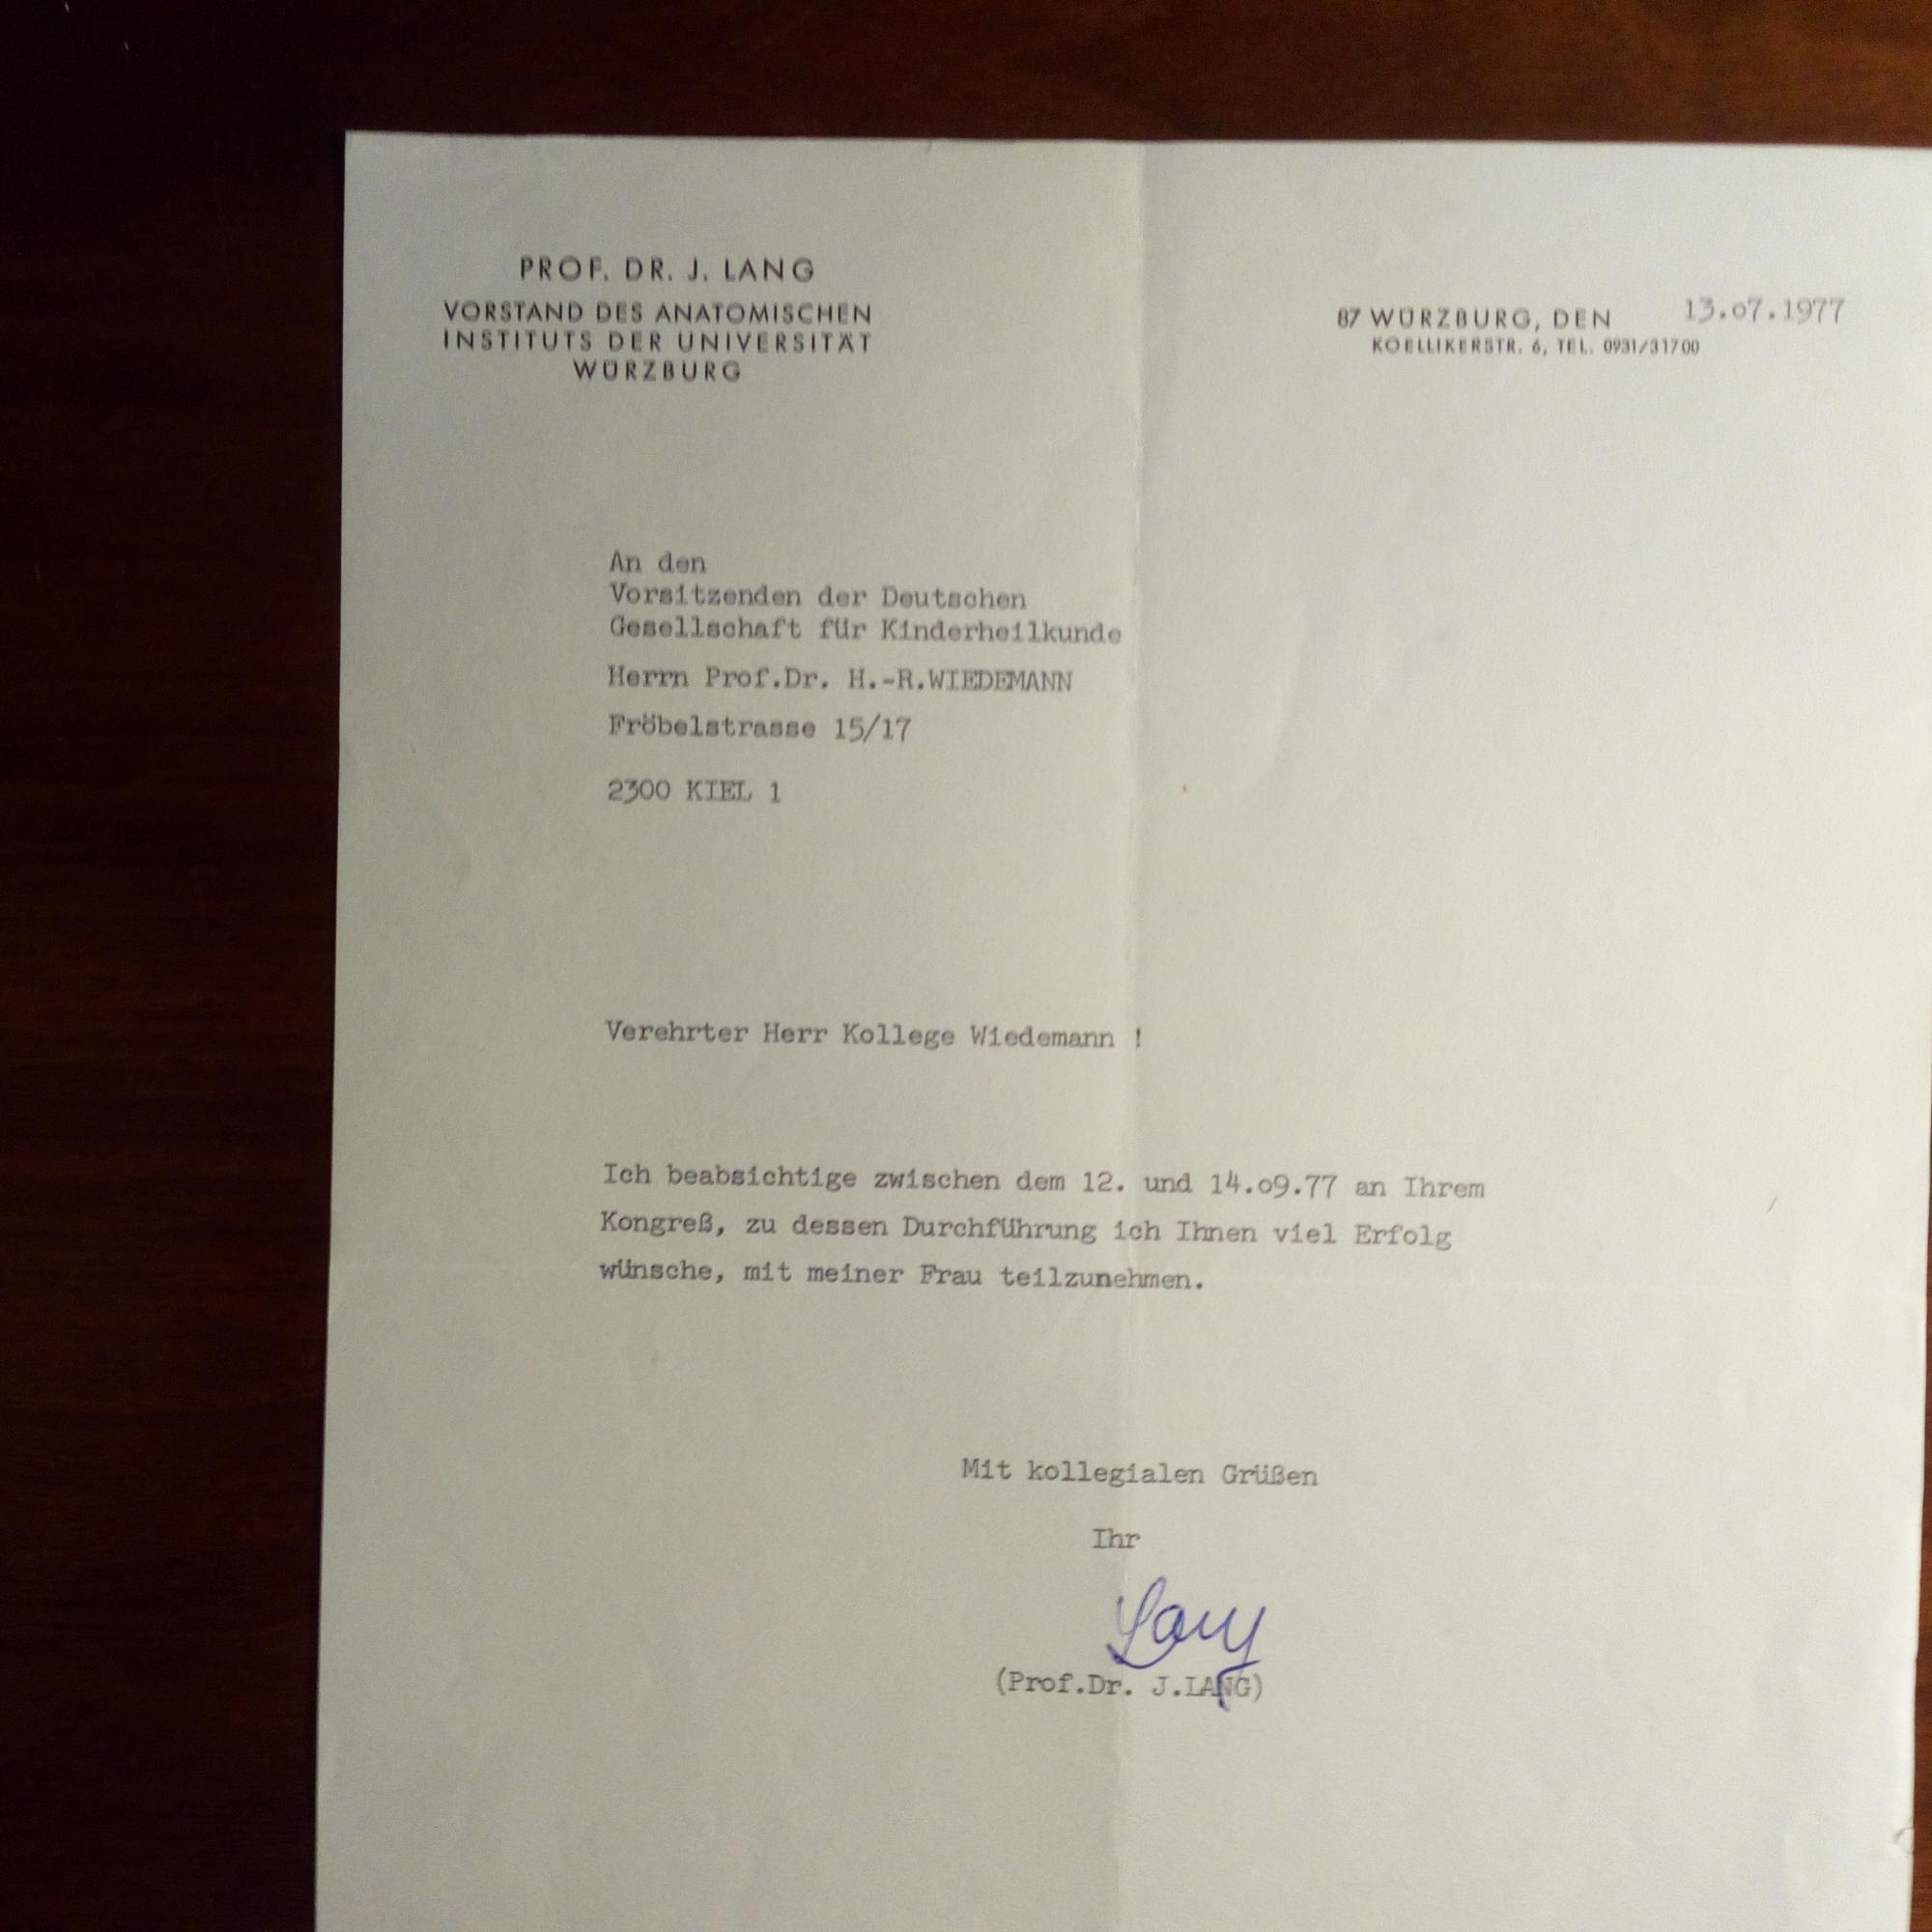 PROF. DR. J. LANG
VORSTAND DES ANATOMISCHEN
INSTITUTS DER UNIVERSITÄT
WÜRZBURG
87 WÜRZBURG, DEN 13.o7.1977
KOELLIKERSTR. 6, TEL. 0931/31700
An den
Vorsitzenden der Deutschen
Gesellschaft für Kinderheilkunde
Herrn Prof.Dr. H.-R.WIEDEMANN
Fröbelstrasse 15/17
2300 KIEL 1
Verehrter Herr Kollege Wiedemann !
Ich beabsichtige zwischen dem 12. und 14.o9.77 an Ihrem
Kongreß, zu dessen Durchführung ich Ihnen viel Erfolg
wünsche, mit meiner Frau teilzunehmen.
Mit kollegialen Grüßen
Ihr
Lang
(Prof.Dr. J.LANG)